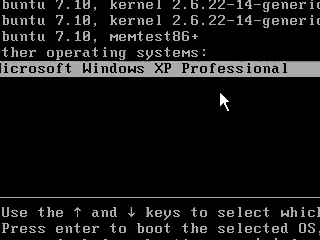 buntu 7.10, kernel 2.6.22-14-generic
buntu 7.10, kernel 2.6.22-14-generic
buntu 7.10, memtest86+
ther operating systems:
icrosoft Windows XP Professional
Use the ↑ and ↓ keys to select which
Press enter to boot the selected OS,